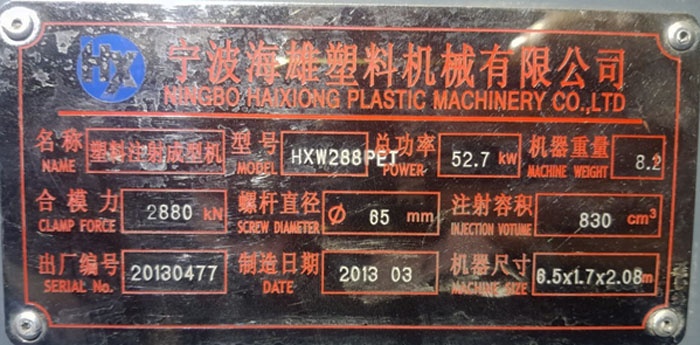 HX 宁波海雄塑料机械有限公司
NINGBO HAIXIONG PLASTIC MACHINERY CO.,LTD
名称 塑料注射成型机 型号 HXW288PET 总功率 52.7 kW 机器重量 8.2
NAME MODEL POWER MACHINE WEIGHT
合模力 2880 kN 螺杆直径 Ø 65 mm 注射容积 830 cm³
CLAMP FORCE SCREW DIAMETER INJECTION VOTUME
出厂编号 20130477 制造日期 2013 03 机器尺寸 6.5x1.7x2.08m
SERIAL No. DATE MACHINE SIZE